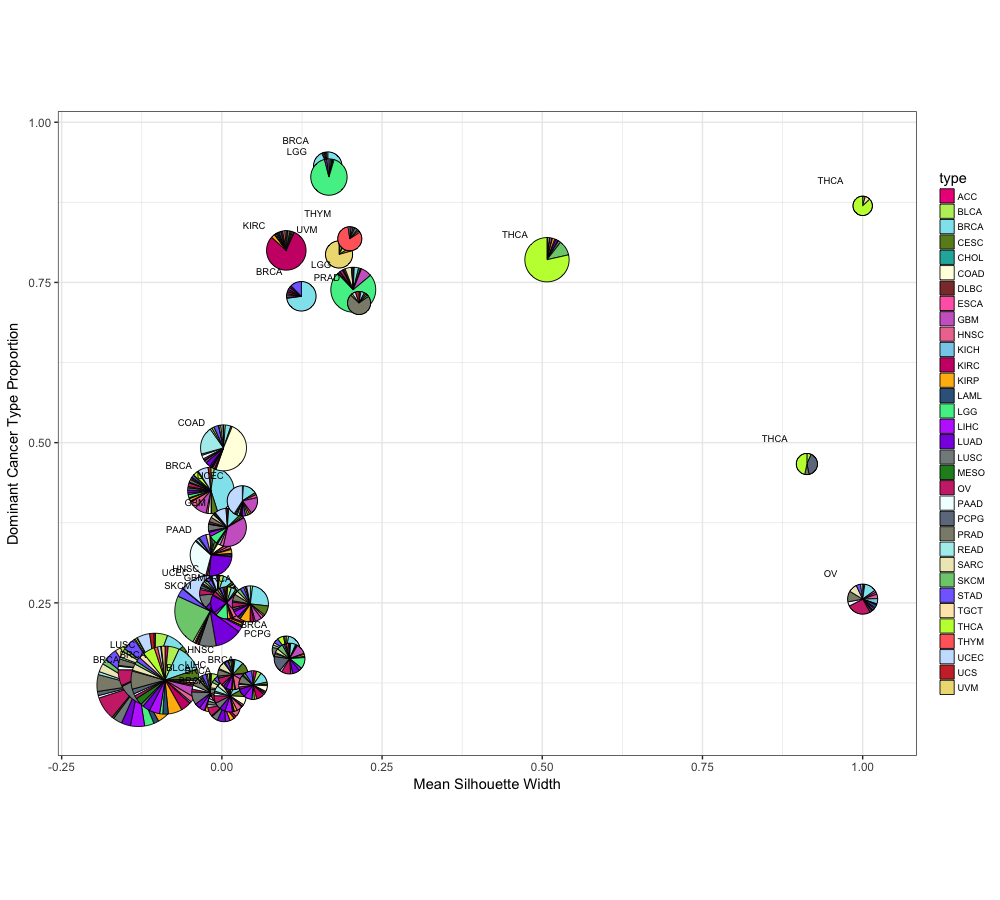 1.00
0.75
0.50
0.25
Dominant Cancer Type Proportion
BRCA
LGG
THCA
THYM
KIRC
UVM
THCA
LGG
BRCA
PRAD
COAD
THCA
BRCA
UCEC
GBM
PAAD
HNSC
UCEC
GBM
SKCM
OV
BRCA
PCPG
LUSC
HNSC
BRCA
BRCA
LIHC
BLCA
BRCA
-0.25
0.00
0.25
0.50
0.75
1.00
Mean Silhouette Width
type
ACC
BLCA
BRCA
CESC
CHOL
COAD
DLBC
ESCA
GBM
HNSC
KICH
KIRC
KIRP
LAML
LGG
LIHC
LUAD
LUSC
MESO
OV
PAAD
PCPG
PRAD
READ
SARC
SKCM
STAD
TGCT
THCA
THYM
UCEC
UCS
UVM